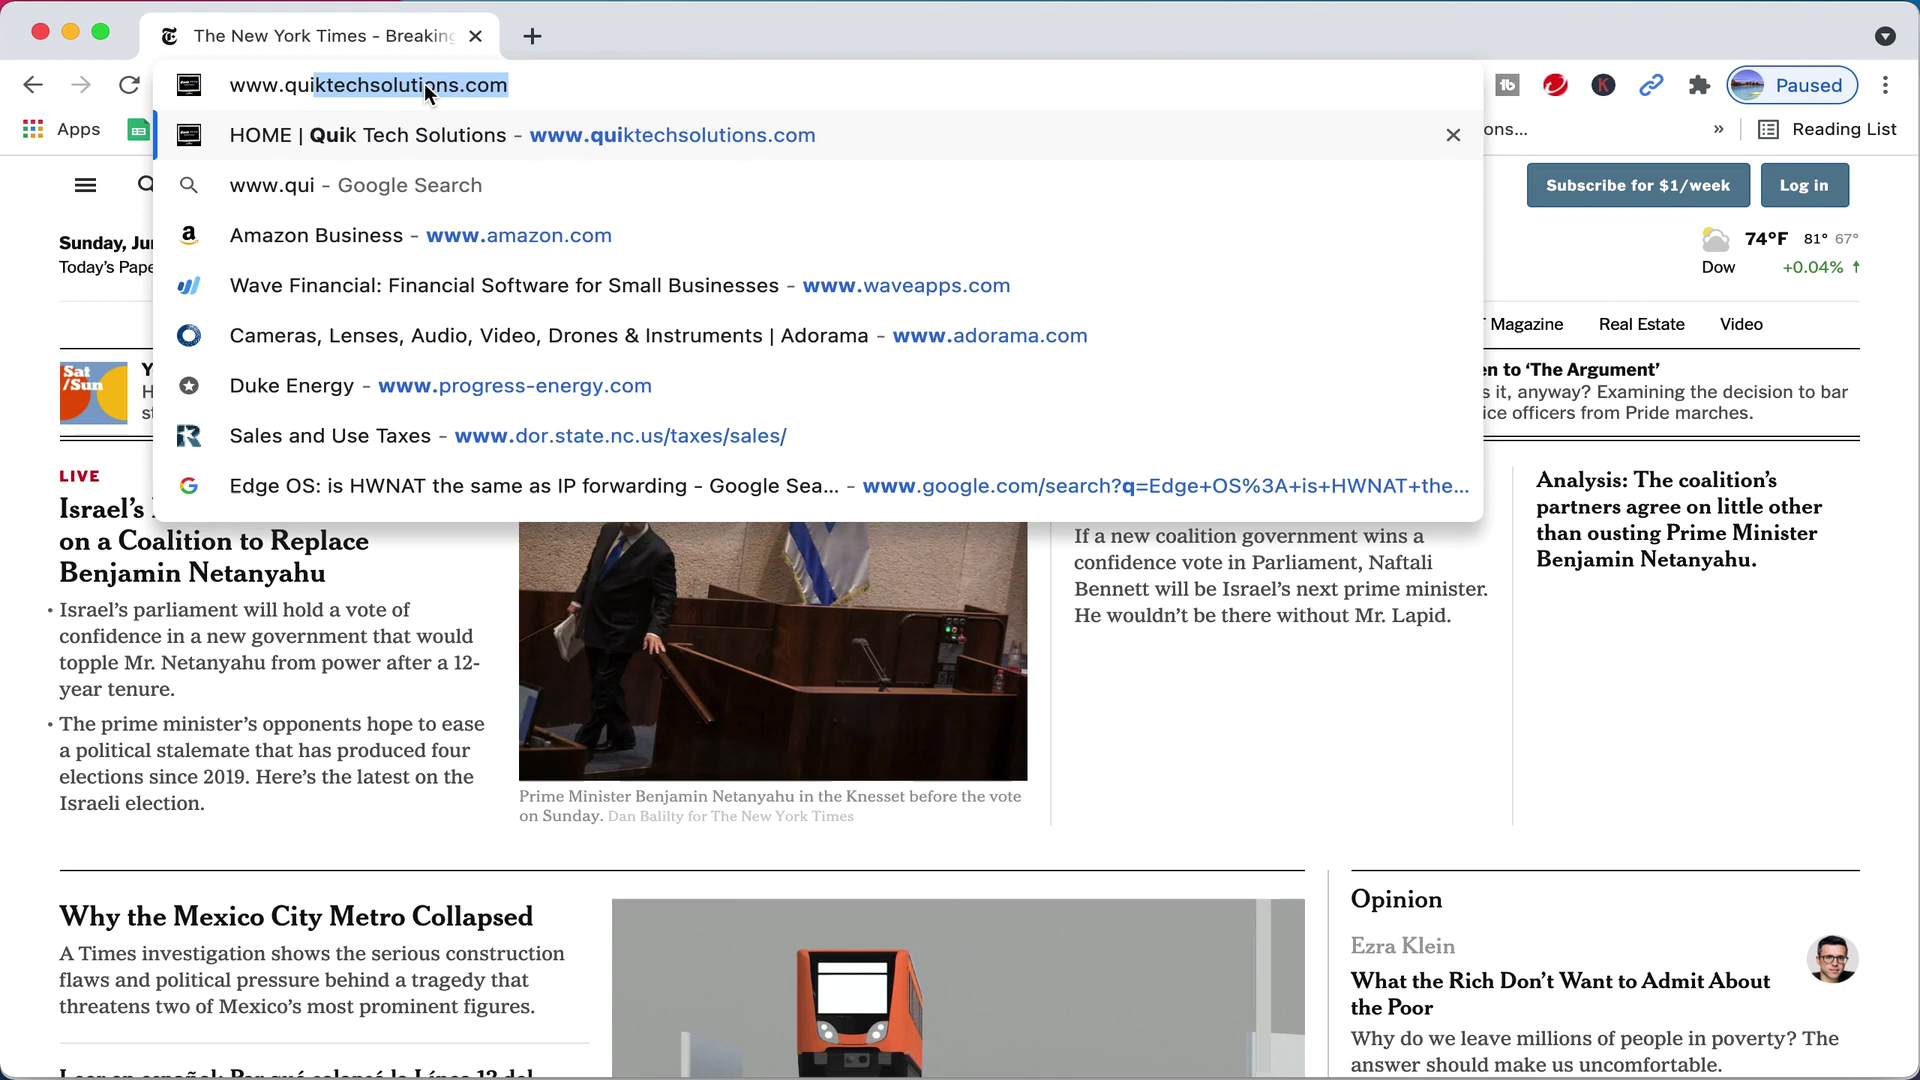 The New York Times - Breaking
www.quiktechsolutions.com
Paused
Apps
HOME | Quik Tech Solutions - www.quiktechsolutions.com
ons...
»
Reading List
www.qui - Google Search
Amazon Business - www.amazon.com
Wave Financial: Financial Software for Small Businesses - www.waveapps.com
Cameras, Lenses, Audio, Video, Drones & Instruments | Adorama - www.adorama.com
Duke Energy - www.progress-energy.com
Sales and Use Taxes - www.dor.state.nc.us/taxes/sales/
Edge OS: is HWNAT the same as IP forwarding - Google Sea... - www.google.com/search?q=Edge+OS%3A+is+HWNAT+the...
Subscribe for $1/week
Log in
Sunday, Ju
Today's Pape
74°F 81° 67°
Dow +0.04% ↑
Magazine Real Estate Video
Sat
/Sun
Y
H
st
en to ‘The Argument’
s it, anyway? Examining the decision to bar
ice officers from Pride marches.
LIVE
Israel’s
on a Coalition to Replace
Benjamin Netanyahu
• Israel’s parliament will hold a vote of
confidence in a new government that would
topple Mr. Netanyahu from power after a 12-
year tenure.
• The prime minister’s opponents hope to ease
a political stalemate that has produced four
elections since 2019. Here’s the latest on the
Israeli election.
Prime Minister Benjamin Netanyahu in the Knesset before the vote
on Sunday. Dan Balilty for The New York Times
If a new coalition government wins a
confidence vote in Parliament, Naftali
Bennett will be Israel’s next prime minister.
He wouldn’t be there without Mr. Lapid.
Analysis: The coalition’s
partners agree on little other
than ousting Prime Minister
Benjamin Netanyahu.
Why the Mexico City Metro Collapsed
A Times investigation shows the serious construction
flaws and political pressure behind a tragedy that
threatens two of Mexico’s most prominent figures.
Leer en español: Por qué colapsó la Línea 12 del
Opinion
Ezra Klein
What the Rich Don’t Want to Admit About
the Poor
Why do we leave millions of people in poverty? The
answer should make us uncomfortable.